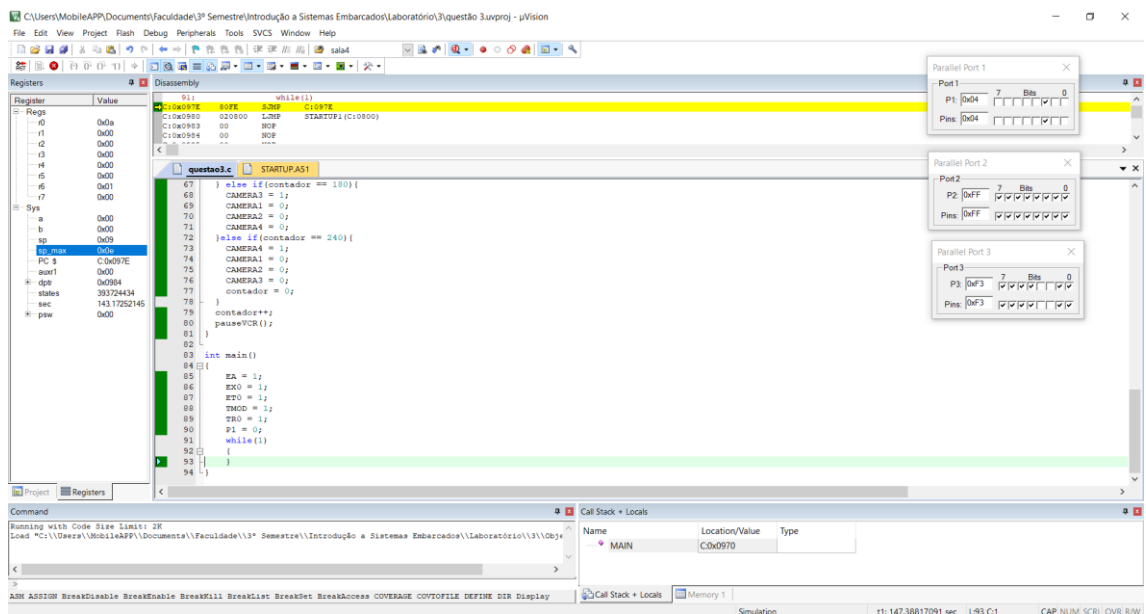 C:\Users\MobileAPP\Documents\Faculdade\3º Semestre\Introdução a Sistemas Embarcados\Laboratório\3\questão 3.uvproj - µVision
File Edit View Project Flash Debug Peripherals Tools SVCS Window Help
sala4
Registers
Register Value
Regs
r0 0x0a
r1 0x00
r2 0x00
r3 0x00
r4 0x00
r5 0x00
r6 0x01
r7 0x00
Sys
a 0x00
b 0x00
sp 0x09
sp_max 0x0e
PC $ C:0x097E
auxr1 0x00
dptr 0x0984
states 393724434
sec 143.17252145
psw 0x00
Project Registers
Disassembly
91: while(1)
C:0x097E 80FE SJMP C:097E
C:0x0980 020800 LJMP STARTUP1(C:0800)
C:0x0983 00 NOP
C:0x0984 00 NOP
questao3.c STARTUP.A51
67 } else if(contador == 180){
68 CAMERA3 = 1;
69 CAMERA1 = 0;
70 CAMERA2 = 0;
71 CAMERA4 = 0;
72 }else if(contador == 240){
73 CAMERA4 = 1;
74 CAMERA1 = 0;
75 CAMERA2 = 0;
76 CAMERA3 = 0;
77 contador = 0;
78 }
79 contador++;
80 pauseVCR();
81 }
82
83 int main()
84 {
85 EA = 1;
86 EX0 = 1;
87 ET0 = 1;
88 TMOD = 1;
89 TR0 = 1;
90 P1 = 0;
91 while(1)
92 {
93 }
94 }
Parallel Port 1
Port 1
7 Bits 0
P1: 0x04
Pins: 0x04
Parallel Port 2
Port2
7 Bits 0
P2: 0xFF
Pins: 0xFF
Parallel Port 3
Port3
7 Bits 0
P3: 0xF3
Pins: 0xF3
Command
Running with Code Size Limit: 2K
Load "C:\\Users\\MobileAPP\\Documents\\Faculdade\\3º Semestre\\Introdução a Sistemas Embarcados\\Laboratório\\3\\Obje
>
ASM ASSIGN BreakDisable BreakEnable BreakKill BreakList BreakSet BreakAccess COVERAGE COVTOFILE DEFINE DIR Display
Call Stack + Locals
Name Location/Value Type
MAIN C:0x0970
Call Stack + Locals Memory 1
Simulation t1: 147.38817091 sec L:93 C:1 CAP NUM SCRL OVR R/W